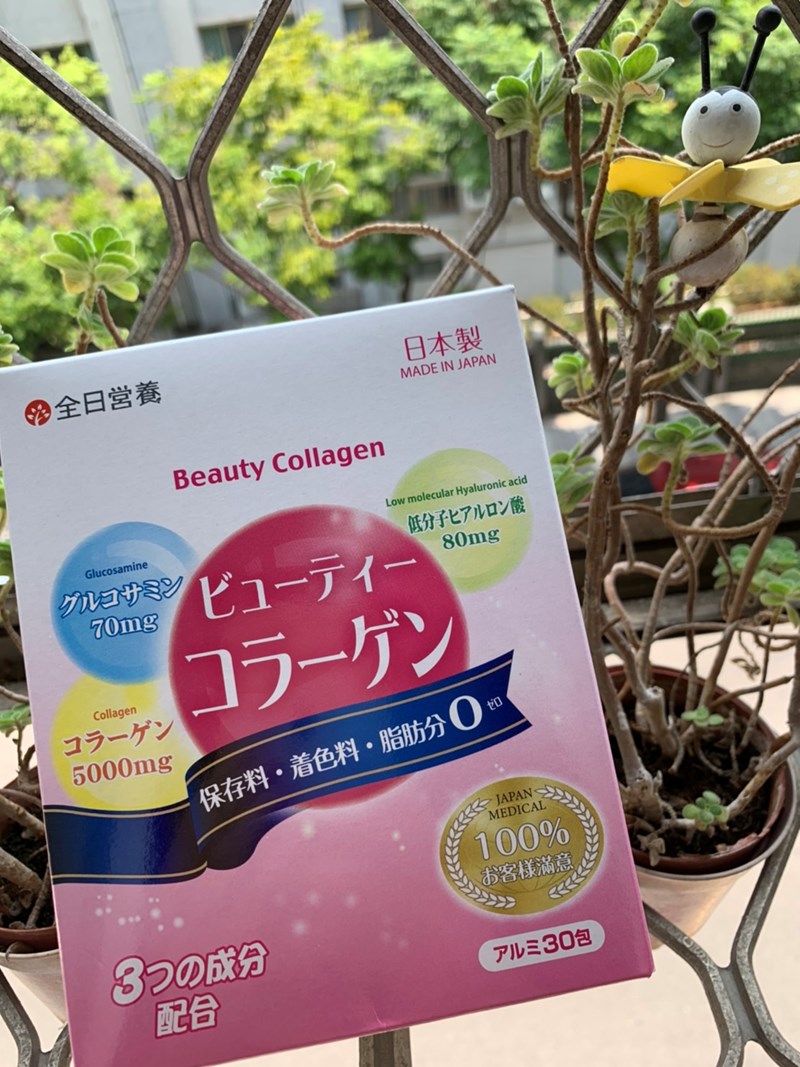 全日営養
日本製
MADE IN JAPAN
Beauty Collagen
Low molecular Hyaluronic acid
低分子ヒアルロン酸
80mg
Glucosamine
グルコサミン
70mg
ビューティー
コラーゲン
Collagen
コラーゲン
5000mg
保存料・着色料・脂肪分0ゼロ
JAPAN
MEDICAL
100%
お客様滿意
アルミ30包
3つの成分
配合